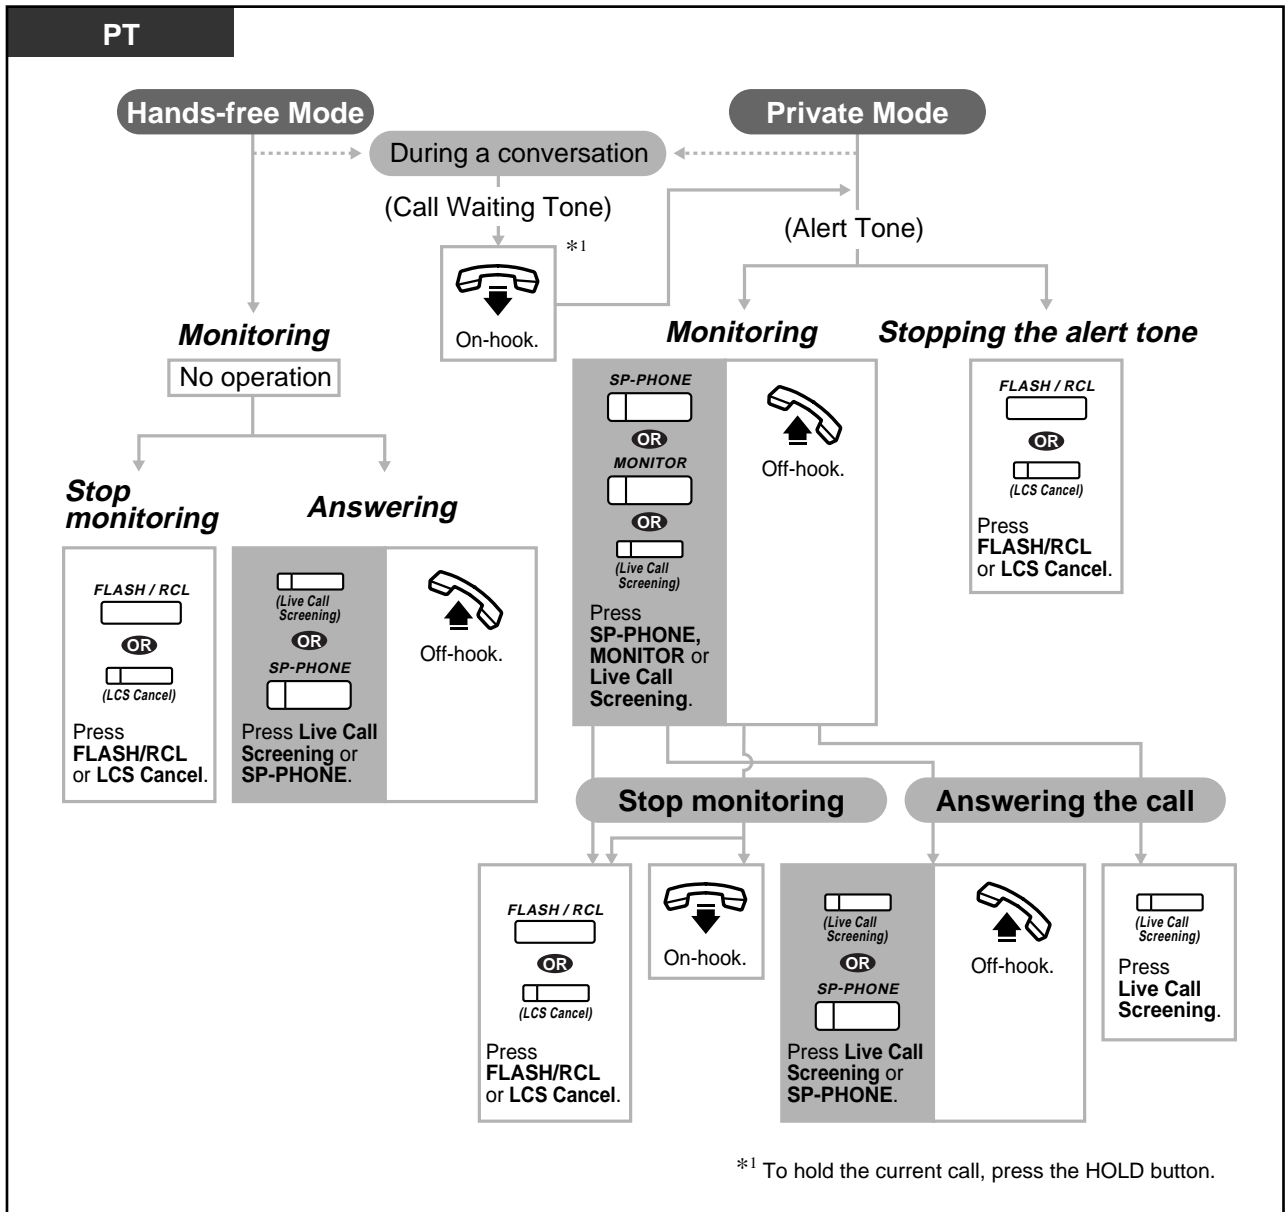 PT
Hands-free Mode
Private Mode
During a conversation
(Call Waiting Tone)
(Alert Tone)
*1
On-hook.
Monitoring
No operation
Monitoring
Stopping the alert tone
SP-PHONE
OR
MONITOR
OR
(Live Call
Screening)
Press
SP-PHONE,
MONITOR or
Live Call
Screening.
Off-hook.
FLASH / RCL
OR
(LCS Cancel)
Press
FLASH/RCL
or LCS Cancel.
Stop
monitoring
Answering
FLASH / RCL
OR
(LCS Cancel)
Press
FLASH/RCL
or LCS Cancel.
(Live Call
Screening)
OR
SP-PHONE
Press Live Call
Screening or
SP-PHONE.
Off-hook.
Stop monitoring
Answering the call
FLASH / RCL
OR
(LCS Cancel)
Press
FLASH/RCL
or LCS Cancel.
On-hook.
(Live Call
Screening)
OR
SP-PHONE
Press Live Call
Screening or
SP-PHONE.
Off-hook.
(Live Call
Screening)
Press
Live Call
Screening.
*1 To hold the current call, press the HOLD button.